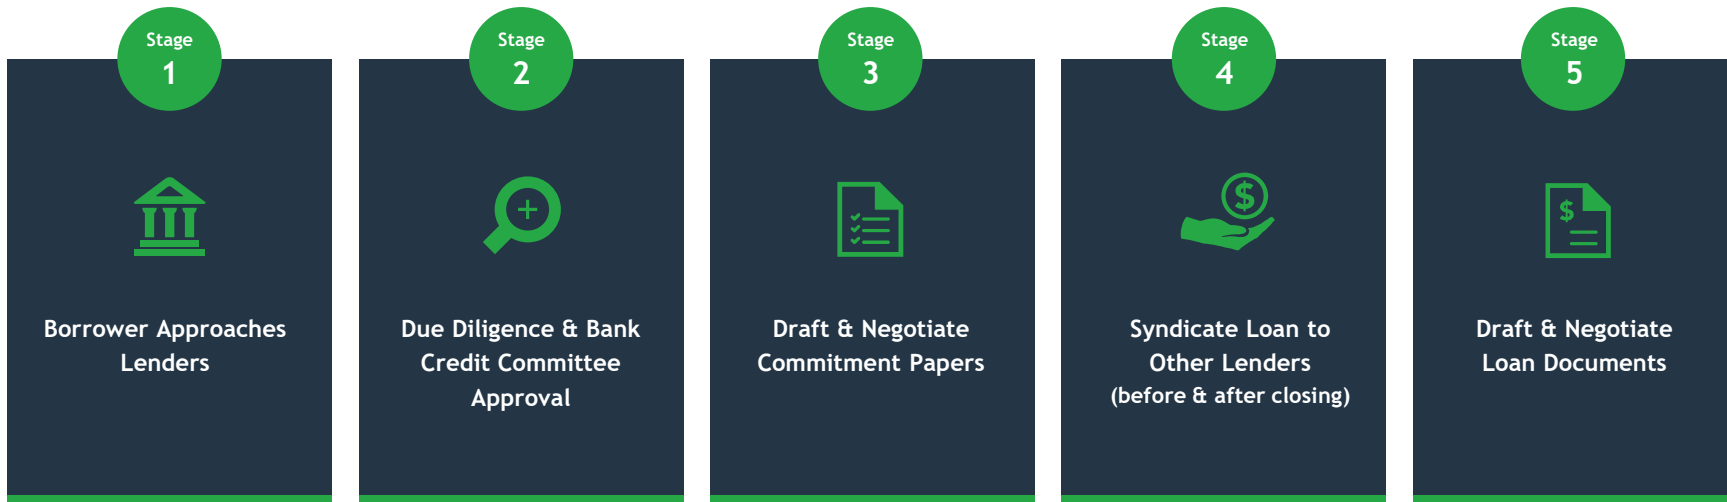 Stage
1
Borrower Approaches
Lenders
Stage
2
Due Diligence & Bank
Credit Committee
Approval
Stage
3
Draft & Negotiate
Commitment Papers
Stage
4
$
Syndicate Loan to
Other Lenders
(before & after closing)
Stage
5
$
Draft & Negotiate
Loan Documents